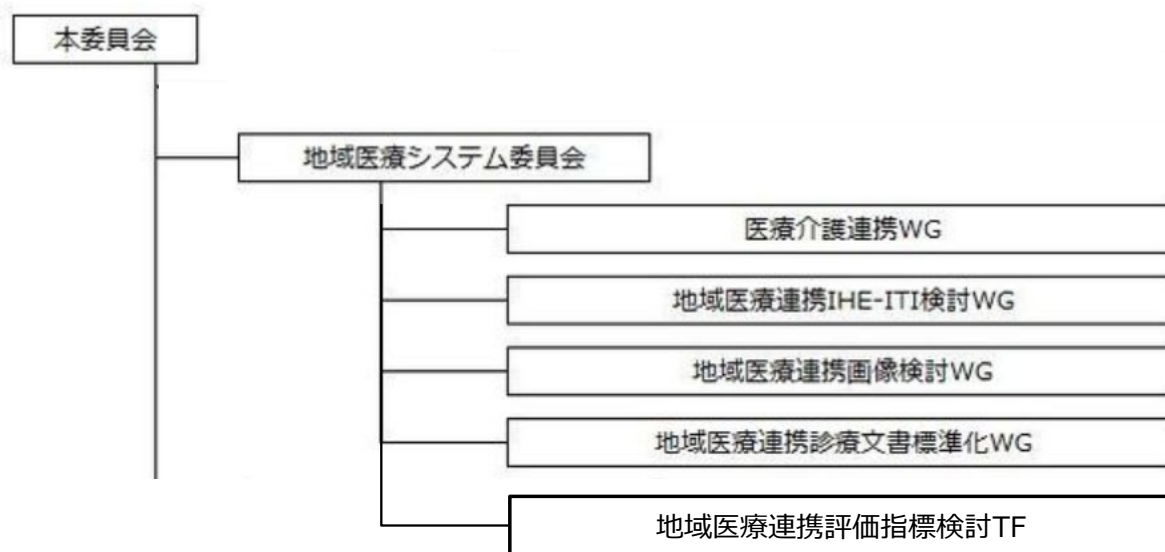 本委員会
地域医療システム委員会
医療介護連携WG
地域医療連携IHE-ITI検討WG
地域医療連携画像検討WG
地域医療連携診療文書標準化WG
地域医療連携評価指標検討TF